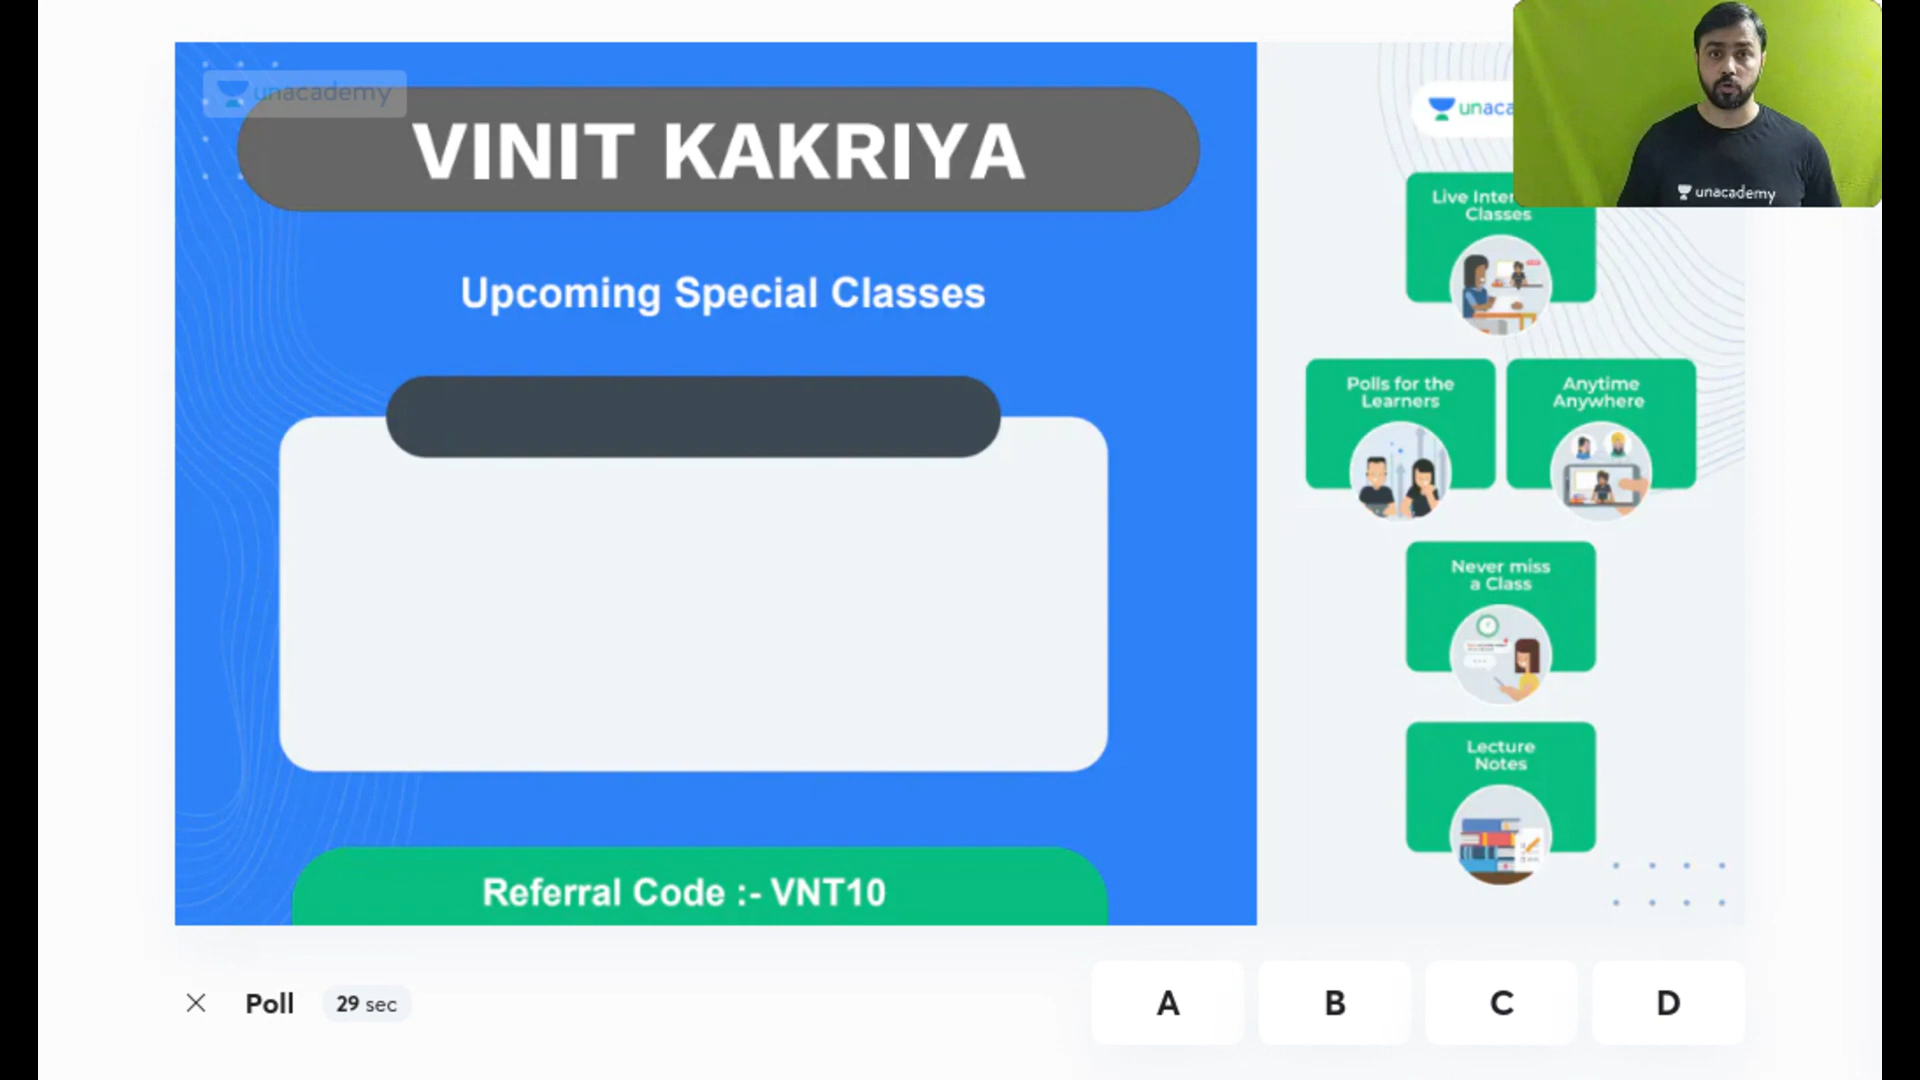 unacademy
VINIT KAKRIYA
Upcoming Special Classes
Referral Code :- VNT10
unaca
Live Inter
Classes
Polls for the
Learners
Anytime
Anywhere
Never miss
a Class
Lecture
Notes
unacademy
Poll
29 sec
A
B
C
D